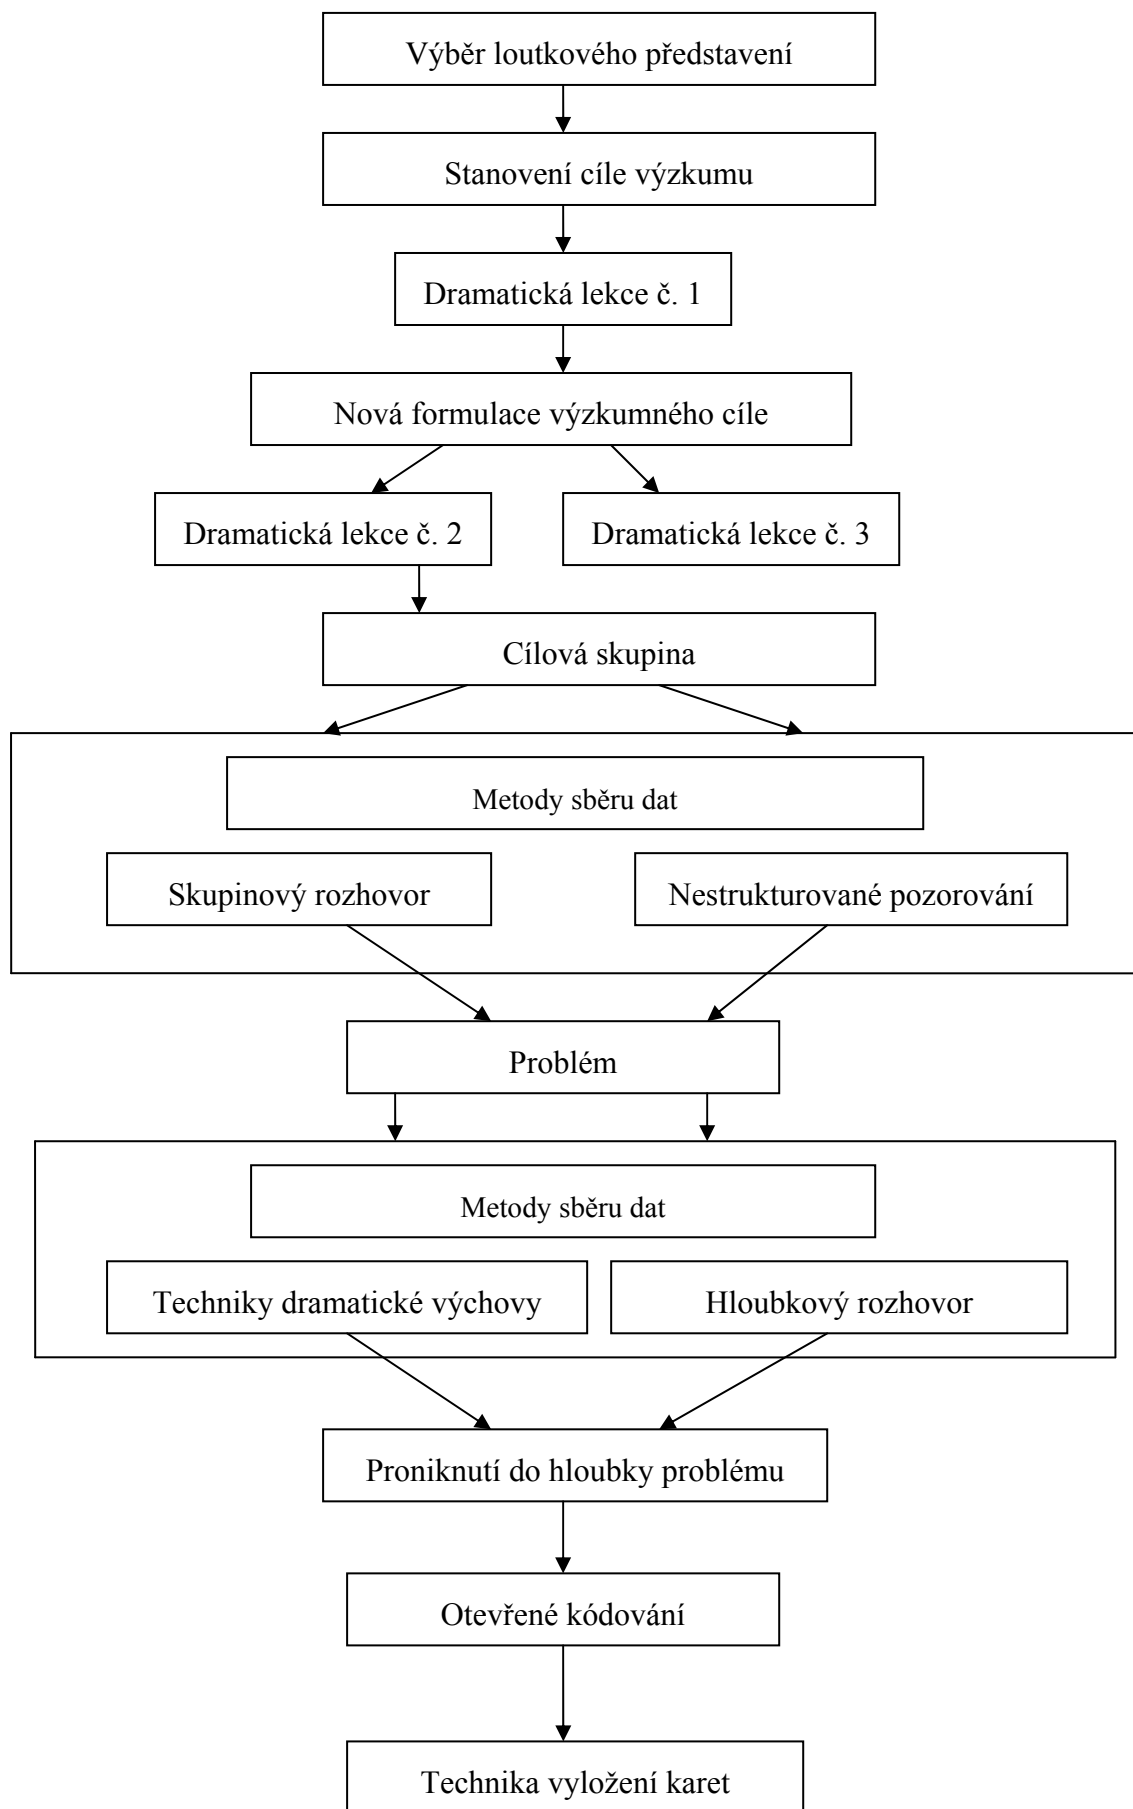 Výběr loutkového představení
Stanovení cíle výzkumu
Dramatická lekce č. 1
Nová formulace výzkumného cíle
Dramatická lekce č. 2
Dramatická lekce č. 3
Cílová skupina
Metody sběru dat
Skupinový rozhovor
Nestrukturované pozorování
Problém
Metody sběru dat
Techniky dramatické výchovy
Hloubkový rozhovor
Proniknutí do hloubky problému
Otevřené kódování
Technika vyložení karet